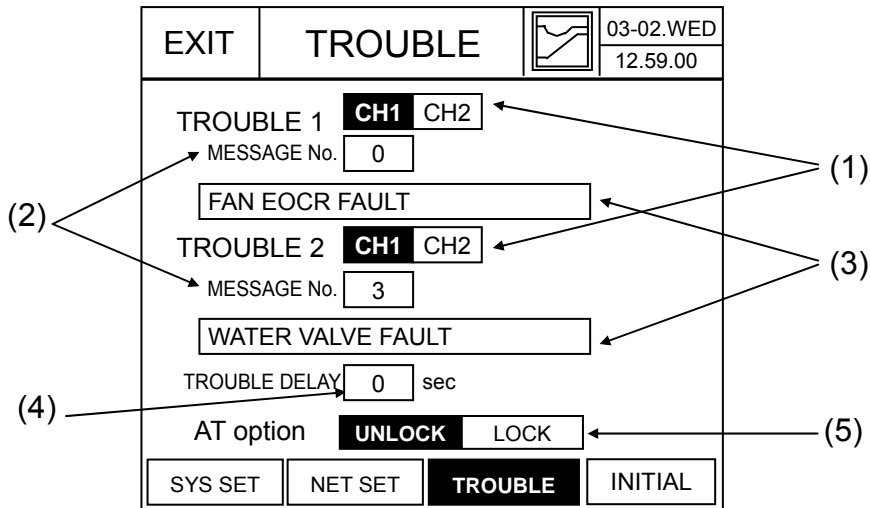 EXIT TROUBLE 03-02.WED
12.59.00
TROUBLE 1 CH1 CH2
MESSAGE No. 0
(1)
FAN EOCR FAULT
(2)
TROUBLE 2 CH1 CH2
(3)
MESSAGE No. 3
WATER VALVE FAULT
TROUBLE DELAY 0 sec
(4)
AT option UNLOCK LOCK
(5)
SYS SET NET SET TROUBLE INITIAL